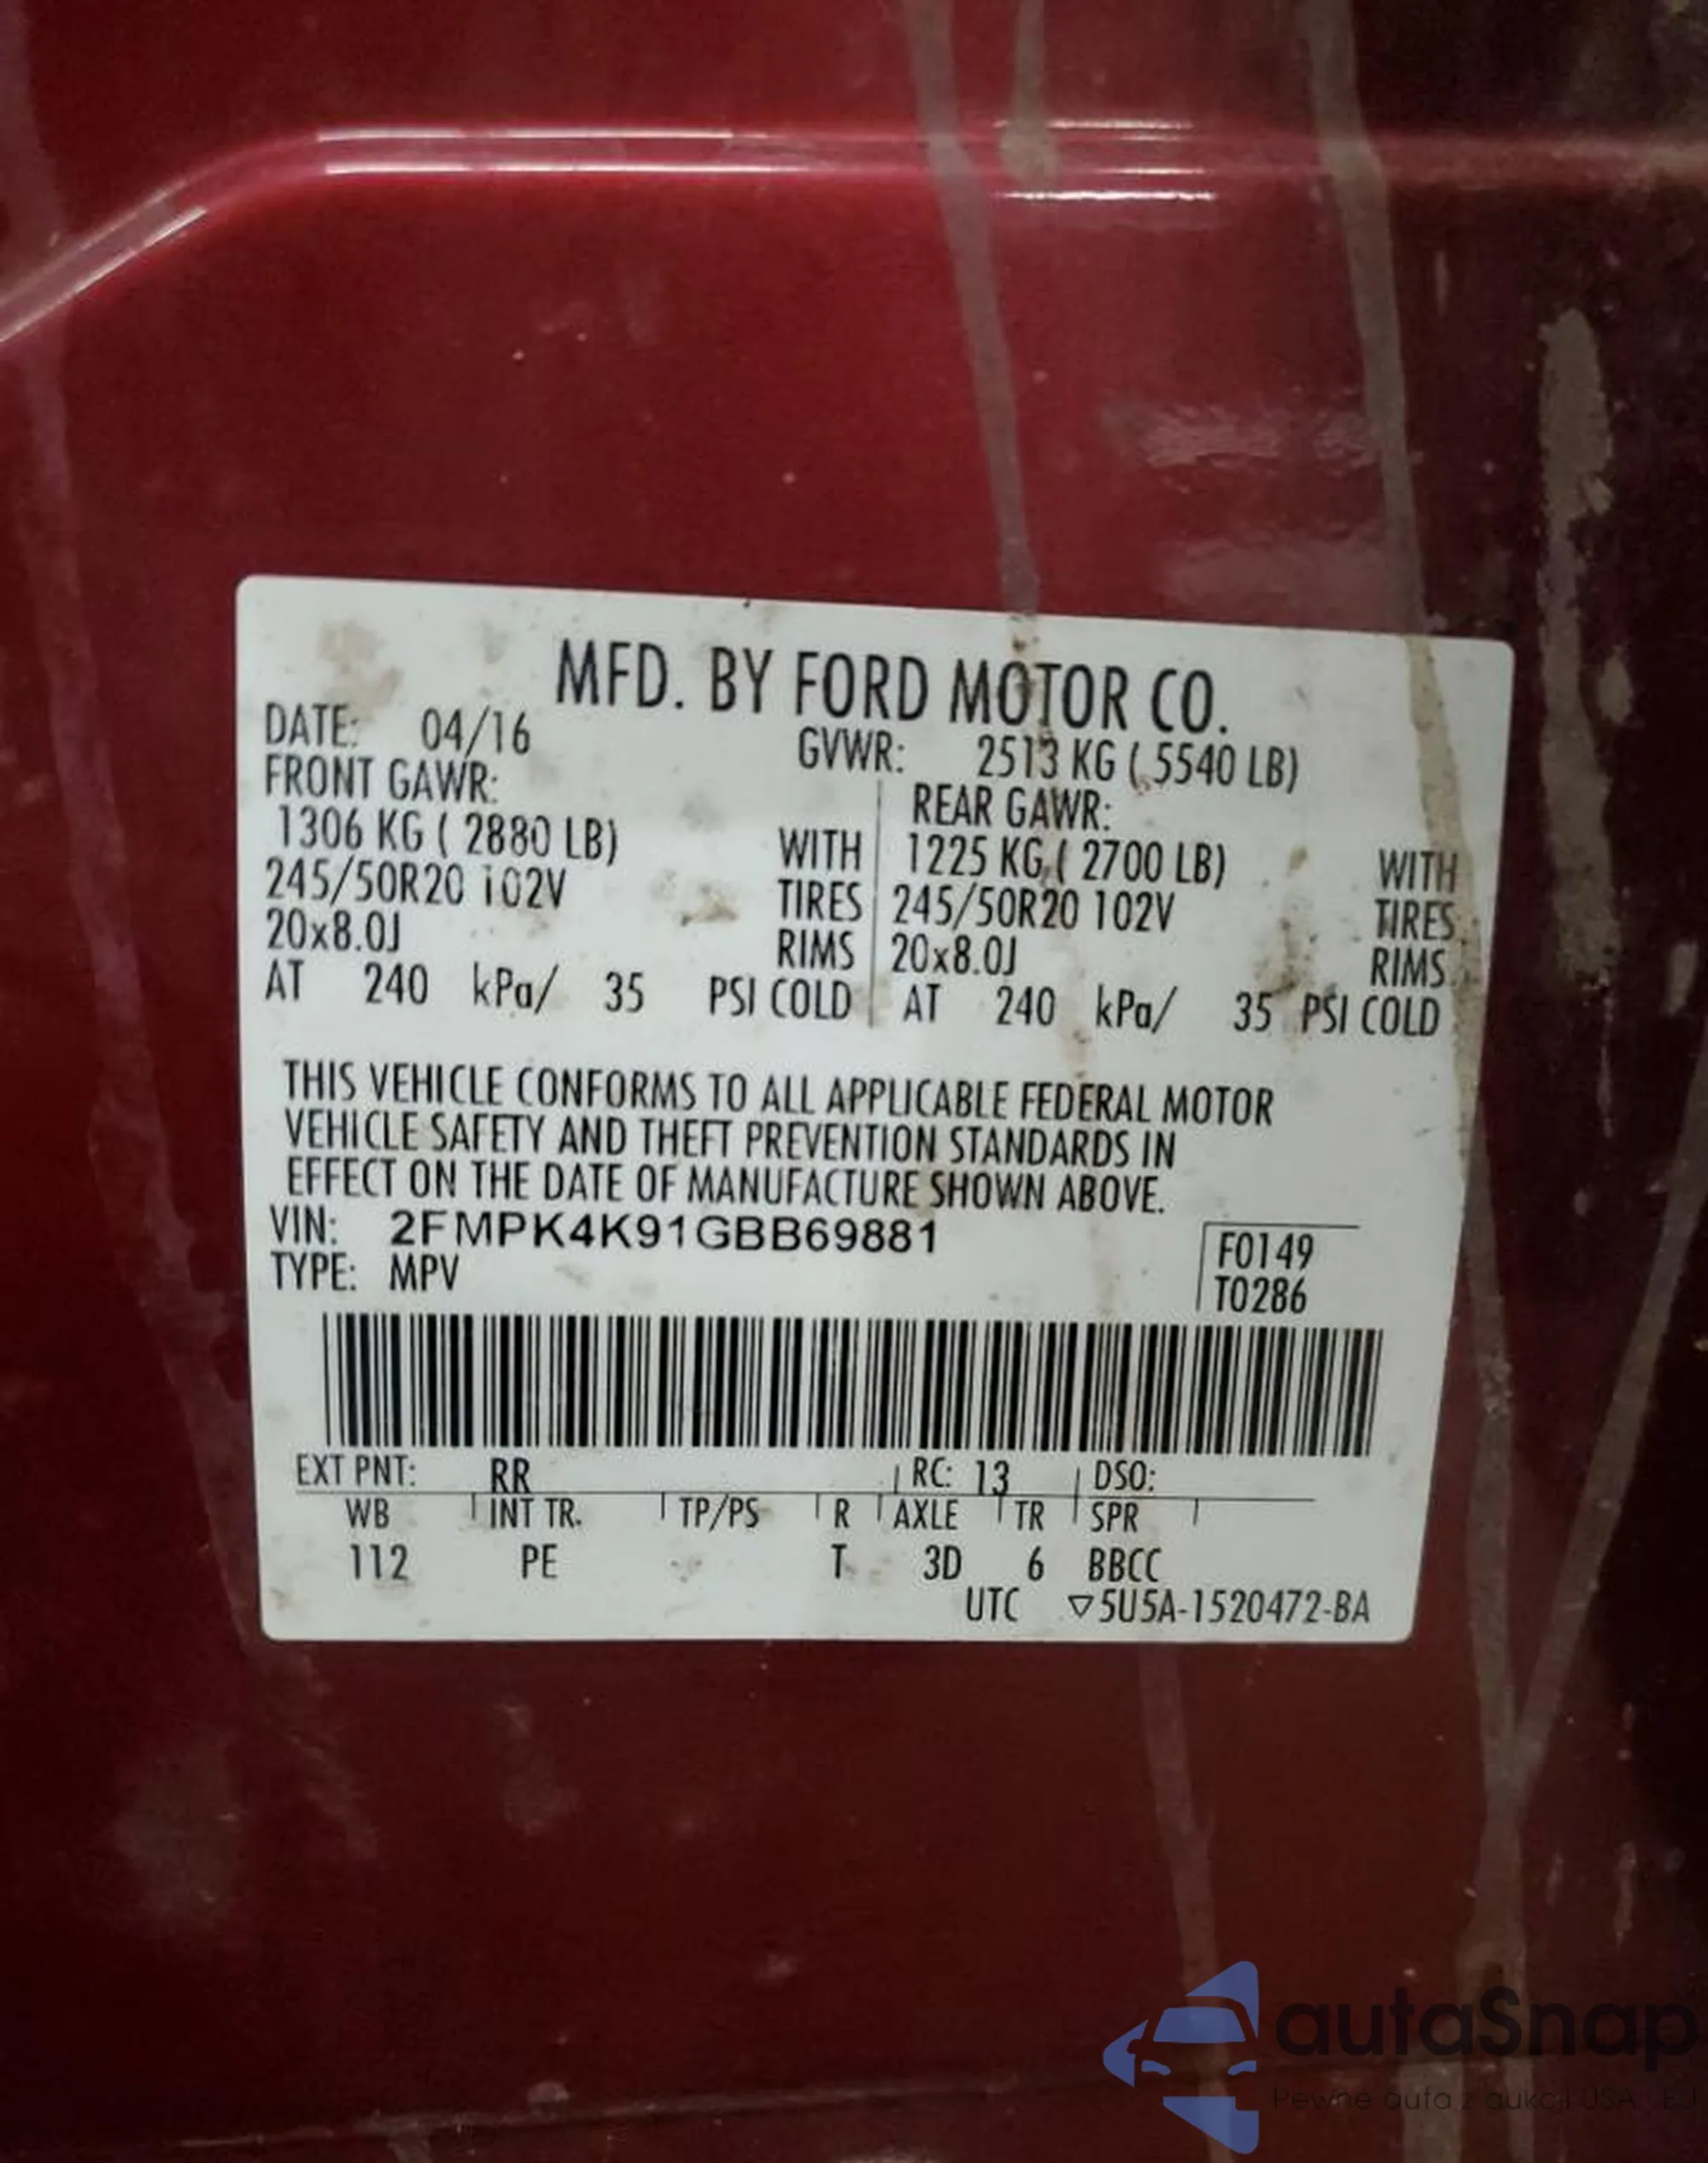 MFD. BY FORD MOTOR CO.
DATE: 04/16 GVWR: 2513 KG ( 5540 LB)
FRONT GAWR: REAR GAWR:
1306 KG ( 2880 LB) WITH 1225 KG ( 2700 LB) WITH
245/50R20 102V TIRES 245/50R20 102V TIRES
20x8.0J RIMS 20x8.0J RIMS
AT 240 kPa/ 35 PSI COLD AT 240 kPa/ 35 PSI COLD
THIS VEHICLE CONFORMS TO ALL APPLICABLE FEDERAL MOTOR
VEHICLE SAFETY AND THEFT PREVENTION STANDARDS IN
EFFECT ON THE DATE OF MANUFACTURE SHOWN ABOVE.
VIN: 2FMPK4K91GBB69881 F0149
TYPE: MPV T0286
EXT PNT: RR RC: 13 DSO:
WB INT TR. TP/PS R AXLE TR SPR
112 PE T 3D 6 BBCC
UTC ▽5U5A-1520472-BA
autaSnap
Pewne auta z aukcji USA i EU